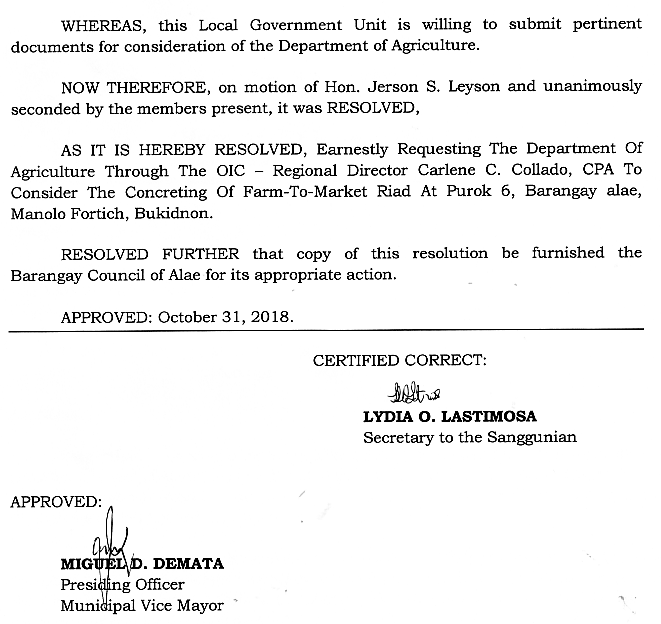 WHEREAS, this Local Government Unit is willing to submit pertinent
documents for consideration of the Department of Agriculture.
NOW THEREFORE, on motion of Hon. Jerson S. Leyson and unanimously
seconded by the members present, it was RESOLVED,
AS IT IS HEREBY RESOLVED, Earnestly Requesting The Department Of
Agriculture Through The OIC – Regional Director Carlene C. Collado, CPA To
Consider The Concreting Of Farm-To-Market Riad At Purok 6, Barangay alae,
Manolo Fortich, Bukidnon.
RESOLVED FURTHER that copy of this resolution be furnished the
Barangay Council of Alae for its appropriate action.
APPROVED: October 31, 2018.
CERTIFIED CORRECT:
LYDIA O. LASTIMOSA
Secretary to the Sanggunian
APPROVED:
MIGUEL D. DEMATA
Presiding Officer
Municipal Vice Mayor